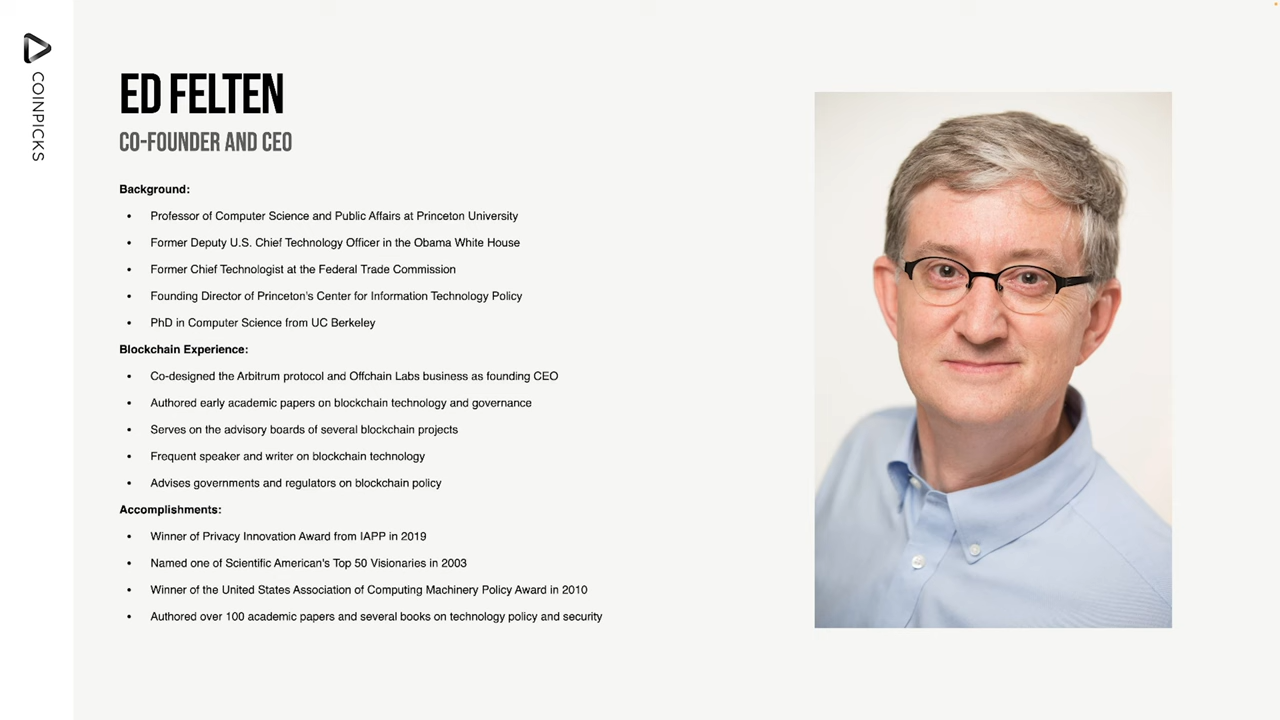 COINPICKS
ED FELTEN
CO-FOUNDER AND CEO
Background:
• Professor of Computer Science and Public Affairs at Princeton University
• Former Deputy U.S. Chief Technology Officer in the Obama White House
• Former Chief Technologist at the Federal Trade Commission
• Founding Director of Princeton's Center for Information Technology Policy
• PhD in Computer Science from UC Berkeley
Blockchain Experience:
• Co-designed the Arbitrum protocol and Offchain Labs business as founding CEO
• Authored early academic papers on blockchain technology and governance
• Serves on the advisory boards of several blockchain projects
• Frequent speaker and writer on blockchain technology
• Advises governments and regulators on blockchain policy
Accomplishments:
• Winner of Privacy Innovation Award from IAPP in 2019
• Named one of Scientific American's Top 50 Visionaries in 2003
• Winner of the United States Association of Computing Machinery Policy Award in 2010
• Authored over 100 academic papers and several books on technology policy and security